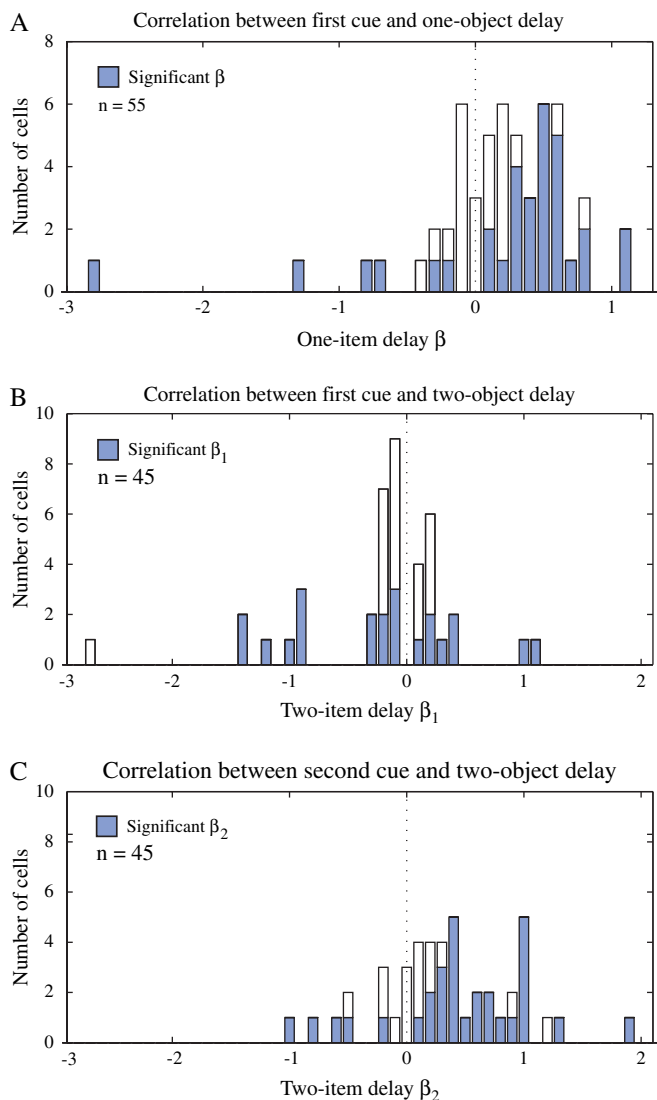 A
Correlation between first cue and one-object delay
8
6
4
2
0
Number of cells
Significant β
n = 55
-3 -2 -1 0 1
One-item delay β
B
Correlation between first cue and two-object delay
10
8
6
4
2
0
Number of cells
Significant β1
n = 45
-3 -2 -1 0 1 2
Two-item delay β1
C
Correlation between second cue and two-object delay
10
8
6
4
2
0
Number of cells
Significant β2
n = 45
-3 -2 -1 0 1 2
Two-item delay β2